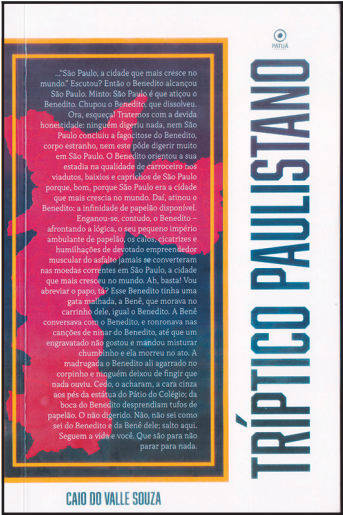 PATUÁ
TRÍPTICO PAULISTANO
..."São Paulo, a cidade que mais cresce no
mundo." Escutou? Então o Benedito alcançou
São Paulo. Minto: São Paulo é que atiçou o
Benedito. Chupou o Benedito, que dissolveu.
Ora, esqueça! Tratemos com a devida
honestidade: ninguém digeriu nada, nem São
Paulo concluiu a fagocitose do Benedito,
corpo estranho, nem este pôde digerir muito
em São Paulo. O Benedito orientou a sua
estadia na qualidade de carroceiro nos
viadutos, baixios e caprichos de São Paulo
porque, bom, porque São Paulo era a cidade
que mais crescia no mundo. Daí, atinou o
Benedito: a infinidade de papelão disponível.
Enganou-se, contudo, o Benedito –
afrontando a lógica, o seu pequeno império
ambulante de papelão, os calos, cicatrizes e
humilhações de devotado empreendedor
muscular do asfalto jamais se converteram
nas moedas correntes em São Paulo, a cidade
que mais cresceu no mundo. Ah, basta! Vou
abreviar o papo, tá? Esse Benedito tinha uma
gata malhada, a Benê, que morava no
carrinho dele, igual o Benedito. A Benê
conversava com o Benedito, e ronronava nas
canções de ninar do Benedito, até que um
engravatado não gostou e mandou misturar
chumbinho e ela morreu no ato. A
madrugada o Benedito ali agarrado no
corpinho e ninguém deixou de fingir que
nada ouviu. Cedo, o acharam, a cara cinza
aos pés da estátua do Pátio do Colégio; da
boca do Benedito desprendiam tufos de
papelão. O não digerido. Não, não sei como
sei do Benedito e da Benê dele; salto aqui.
Seguem a vida e você. Que são para não
parar para nada.
CAIO DO VALLE SOUZA